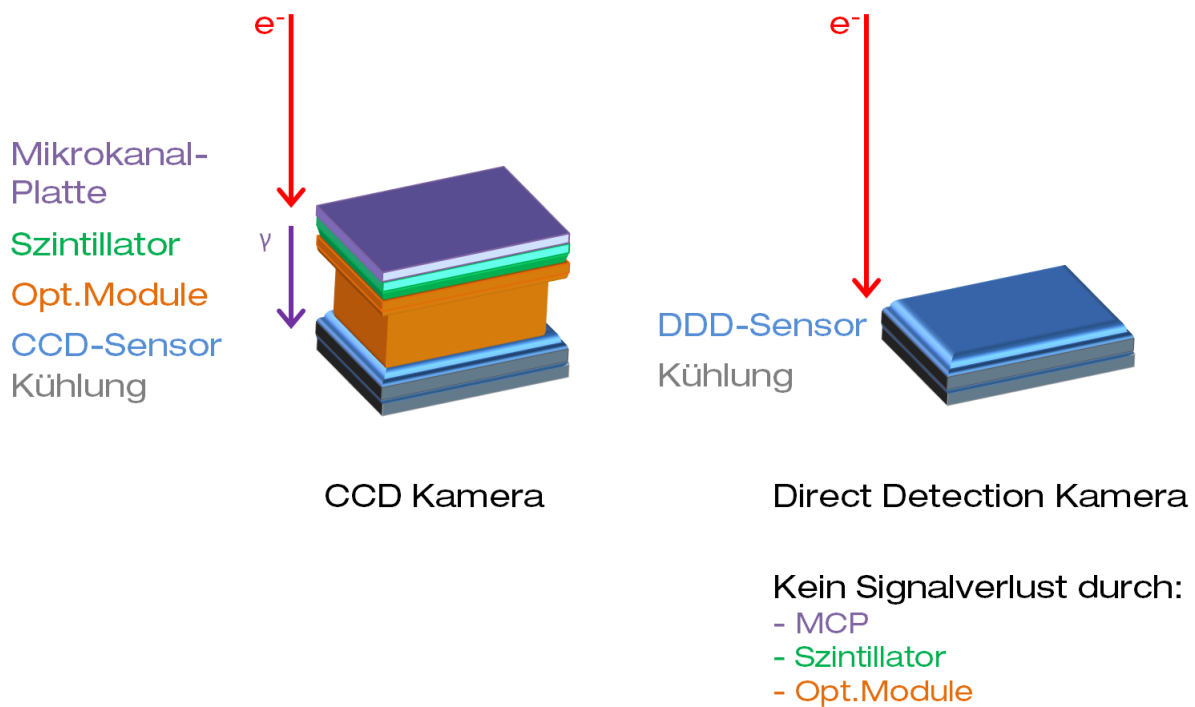 e-
Mikrokanal-
Platte
Szintillator
γ
Opt.Module
CCD-Sensor
Kühlung
CCD Kamera
e-
DDD-Sensor
Kühlung
Direct Detection Kamera
Kein Signalverlust durch:
- MCP
- Szintillator
- Opt.Module